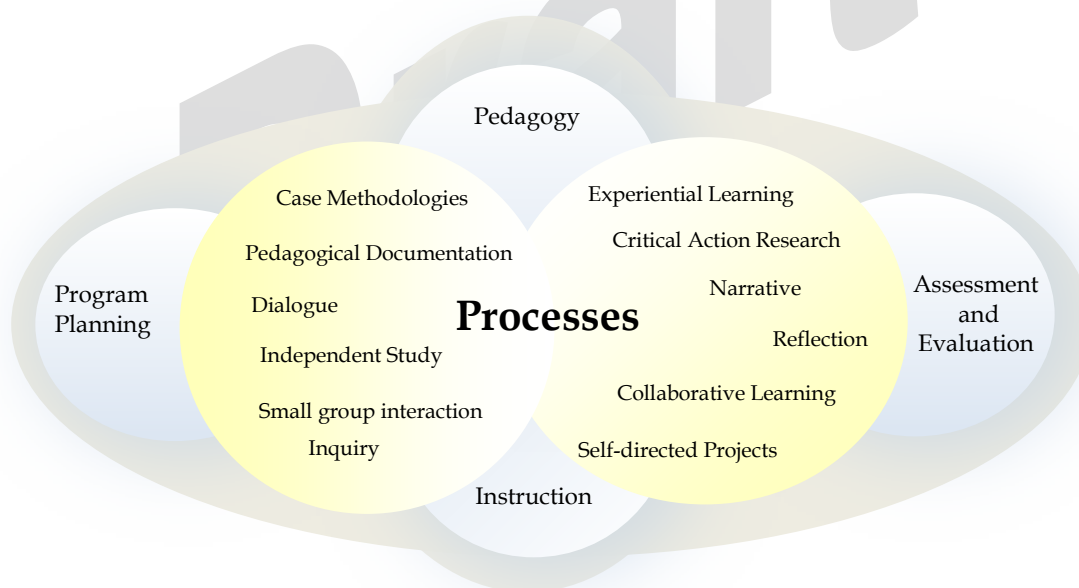 Pedagogy
Case Methodologies
Pedagogical Documentation
Dialogue
Independent Study
Small group interaction
Inquiry
Experiential Learning
Critical Action Research
Narrative
Reflection
Collaborative Learning
Self-directed Projects
Processes
Program
Planning
Assessment
and
Evaluation
Instruction